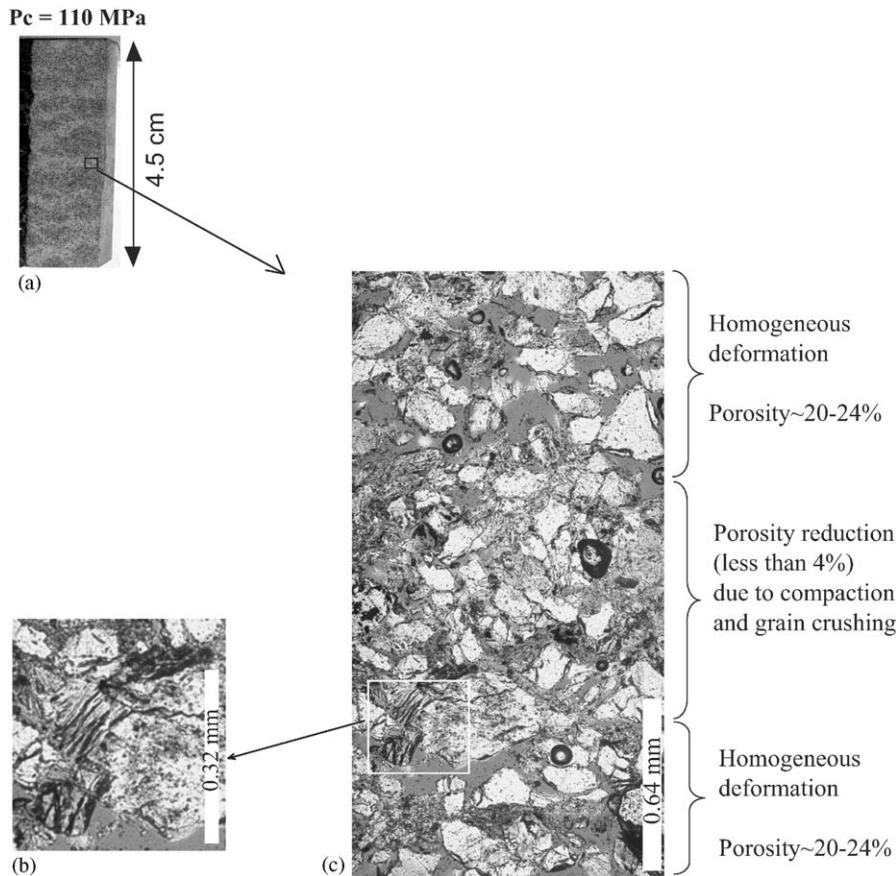 Pc = 110 MPa
4.5 cm
(a)
Homogeneous
deformation
Porosity~20-24%
Porosity reduction
(less than 4%)
due to compaction
and grain crushing
0.32 mm
(b)
0.64 mm
(c)
Homogeneous
deformation
Porosity~20-24%